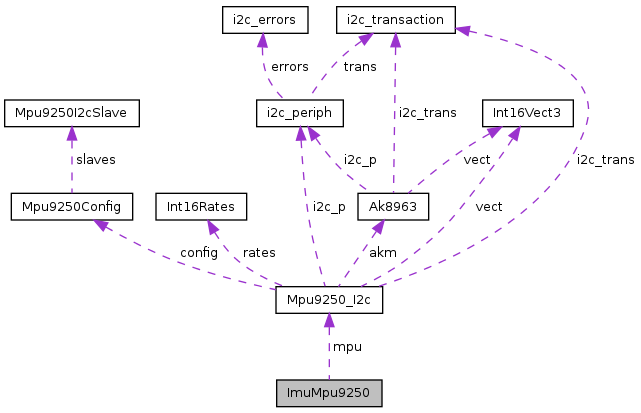 i2c_errors
i2c_transaction
errors
trans
Mpu9250I2cSlave
i2c_periph
i2c_trans
Int16Vect3
slaves
i2c_p
vect
i2c_trans
Mpu9250Config
Int16Rates
i2c_p
Ak8963
vect
config
rates
akm
Mpu9250_I2c
mpu
ImuMpu9250